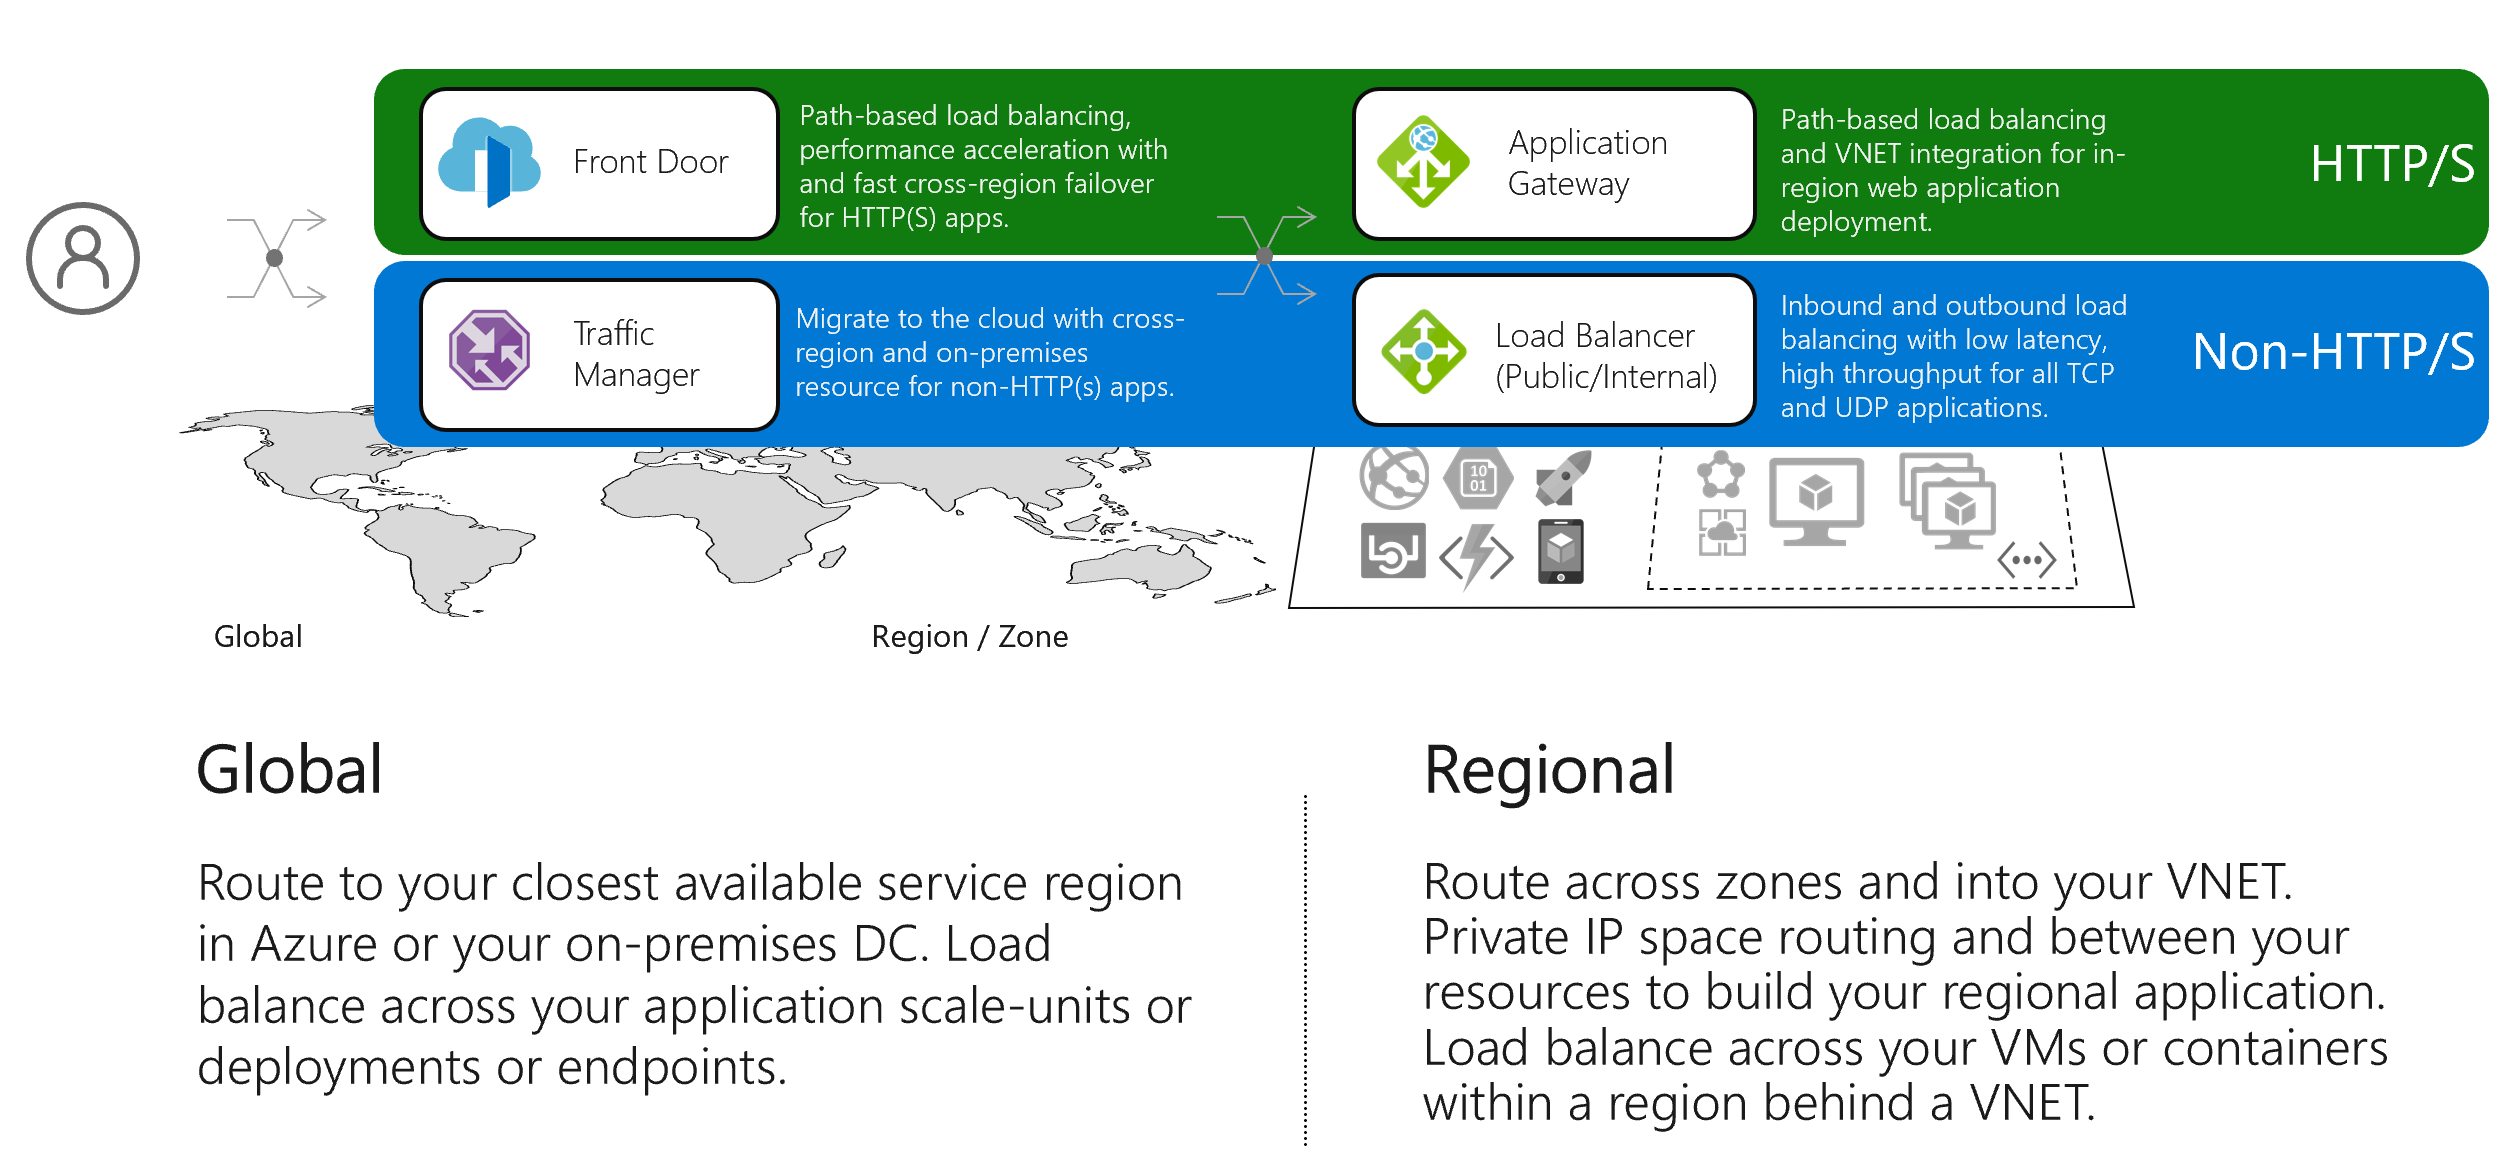 Front Door
Path-based load balancing,
performance acceleration with
and fast cross-region failover
for HTTP(S) apps.
Application
Gateway
Path-based load balancing
and VNET integration for in-
region web application
deployment.
HTTP/S
Traffic
Manager
Migrate to the cloud with cross-
region and on-premises
resource for non-HTTP(s) apps.
Load Balancer
(Public/Internal)
Inbound and outbound load
balancing with low latency,
high throughput for all TCP
and UDP applications.
Non-HTTP/S
10
01
Global
Region / Zone
Global
Route to your closest available service region
in Azure or your on-premises DC. Load
balance across your application scale-units or
deployments or endpoints.
Regional
Route across zones and into your VNET.
Private IP space routing and between your
resources to build your regional application.
Load balance across your VMs or containers
within a region behind a VNET.